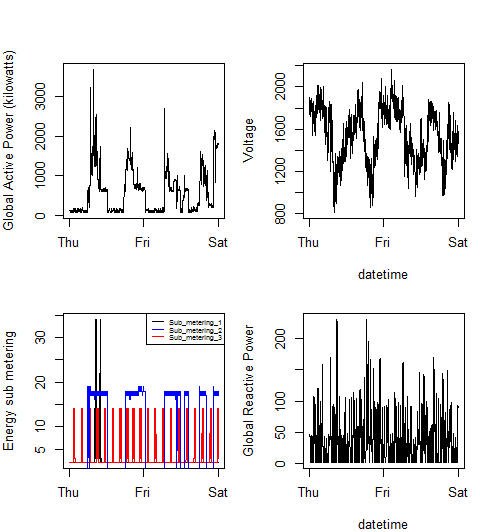 Global Active Power (kilowatts)
0
1000
2000
3000
Thu
Fri
Sat
Voltage
800
1200
1600
2000
Thu
Fri
Sat
datetime
Energy sub metering
5
10
20
30
Sub_metering_1
Sub_metering_2
Sub_metering_3
Thu
Fri
Sat
Global Reactive Power
0
50
100
200
Thu
Fri
Sat
datetime